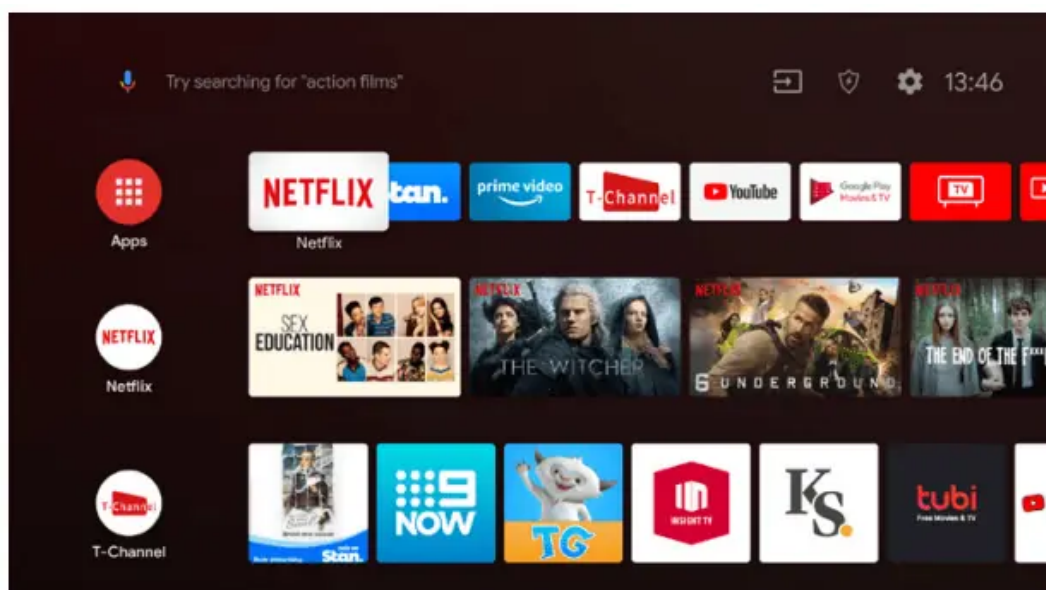 Try searching for "action films"
13:46
Apps
NETFLIX
Stan.
prime video
T-Channel
YouTube
Google Play
Movies & TV
TV
Netflix
NETFLIX
SEX
EDUCATION
NETFLIX
THE WITCHER
NETFLIX
6 UNDERGROUND
NETFLIX
THE END OF THE F***
NETFLIX
Netflix
T-Channel
T-Channel
Stan.
9
NOW
TG
IN
INSIGHT TV
KS.
tubi
Free Movies & TV